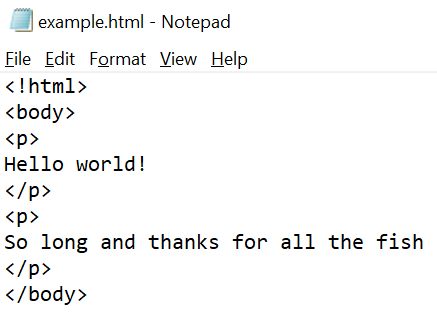 example.html - Notepad
File Edit Format View Help
<!html>
<body>
<p>
Hello world!
</p>
<p>
So long and thanks for all the fish
</p>
</body>